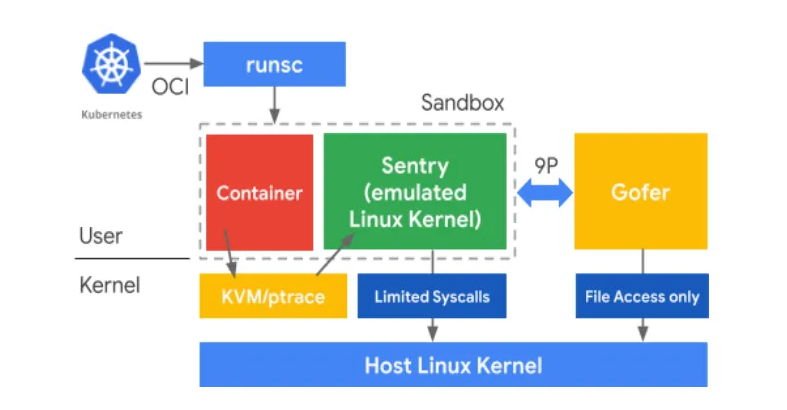 runsc
OCI
Kubernetes
Sandbox
Container
Sentry
(emulated
Linux Kernel)
9P
Gofer
User
Kernel
KVM/ptrace
Limited Syscalls
File Access only
Host Linux Kernel